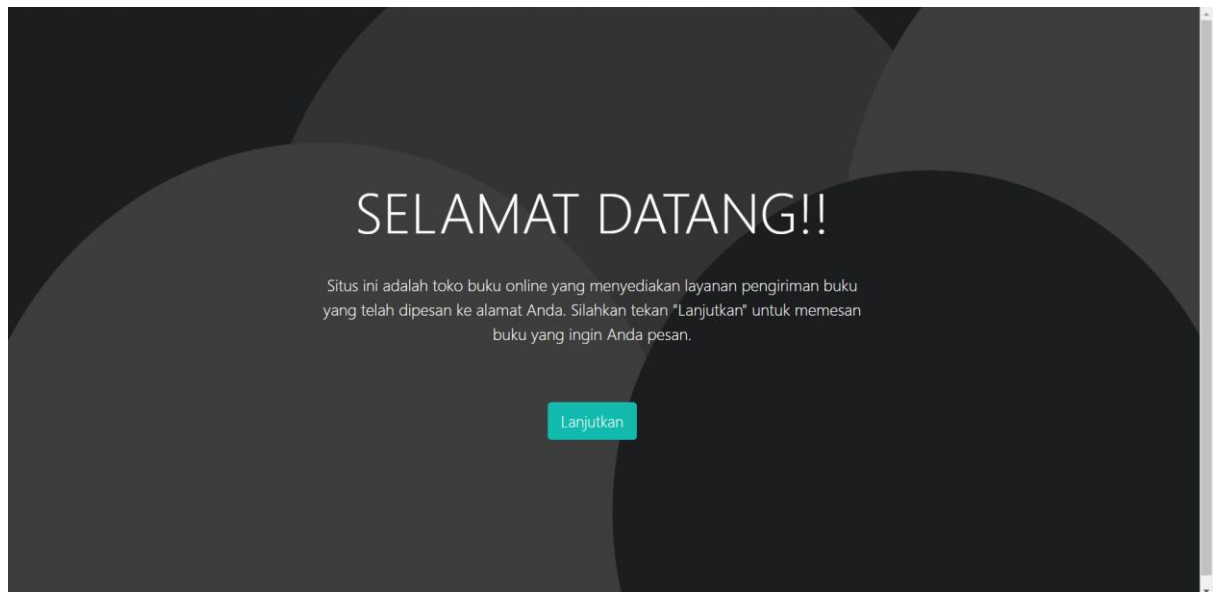 SELAMAT DATANG!!
Situs ini adalah toko buku online yang menyediakan layanan pengiriman buku
yang telah dipesan ke alamat Anda. Silahkan tekan "Lanjutkan" untuk memesan
buku yang ingin Anda pesan.
Lanjutkan